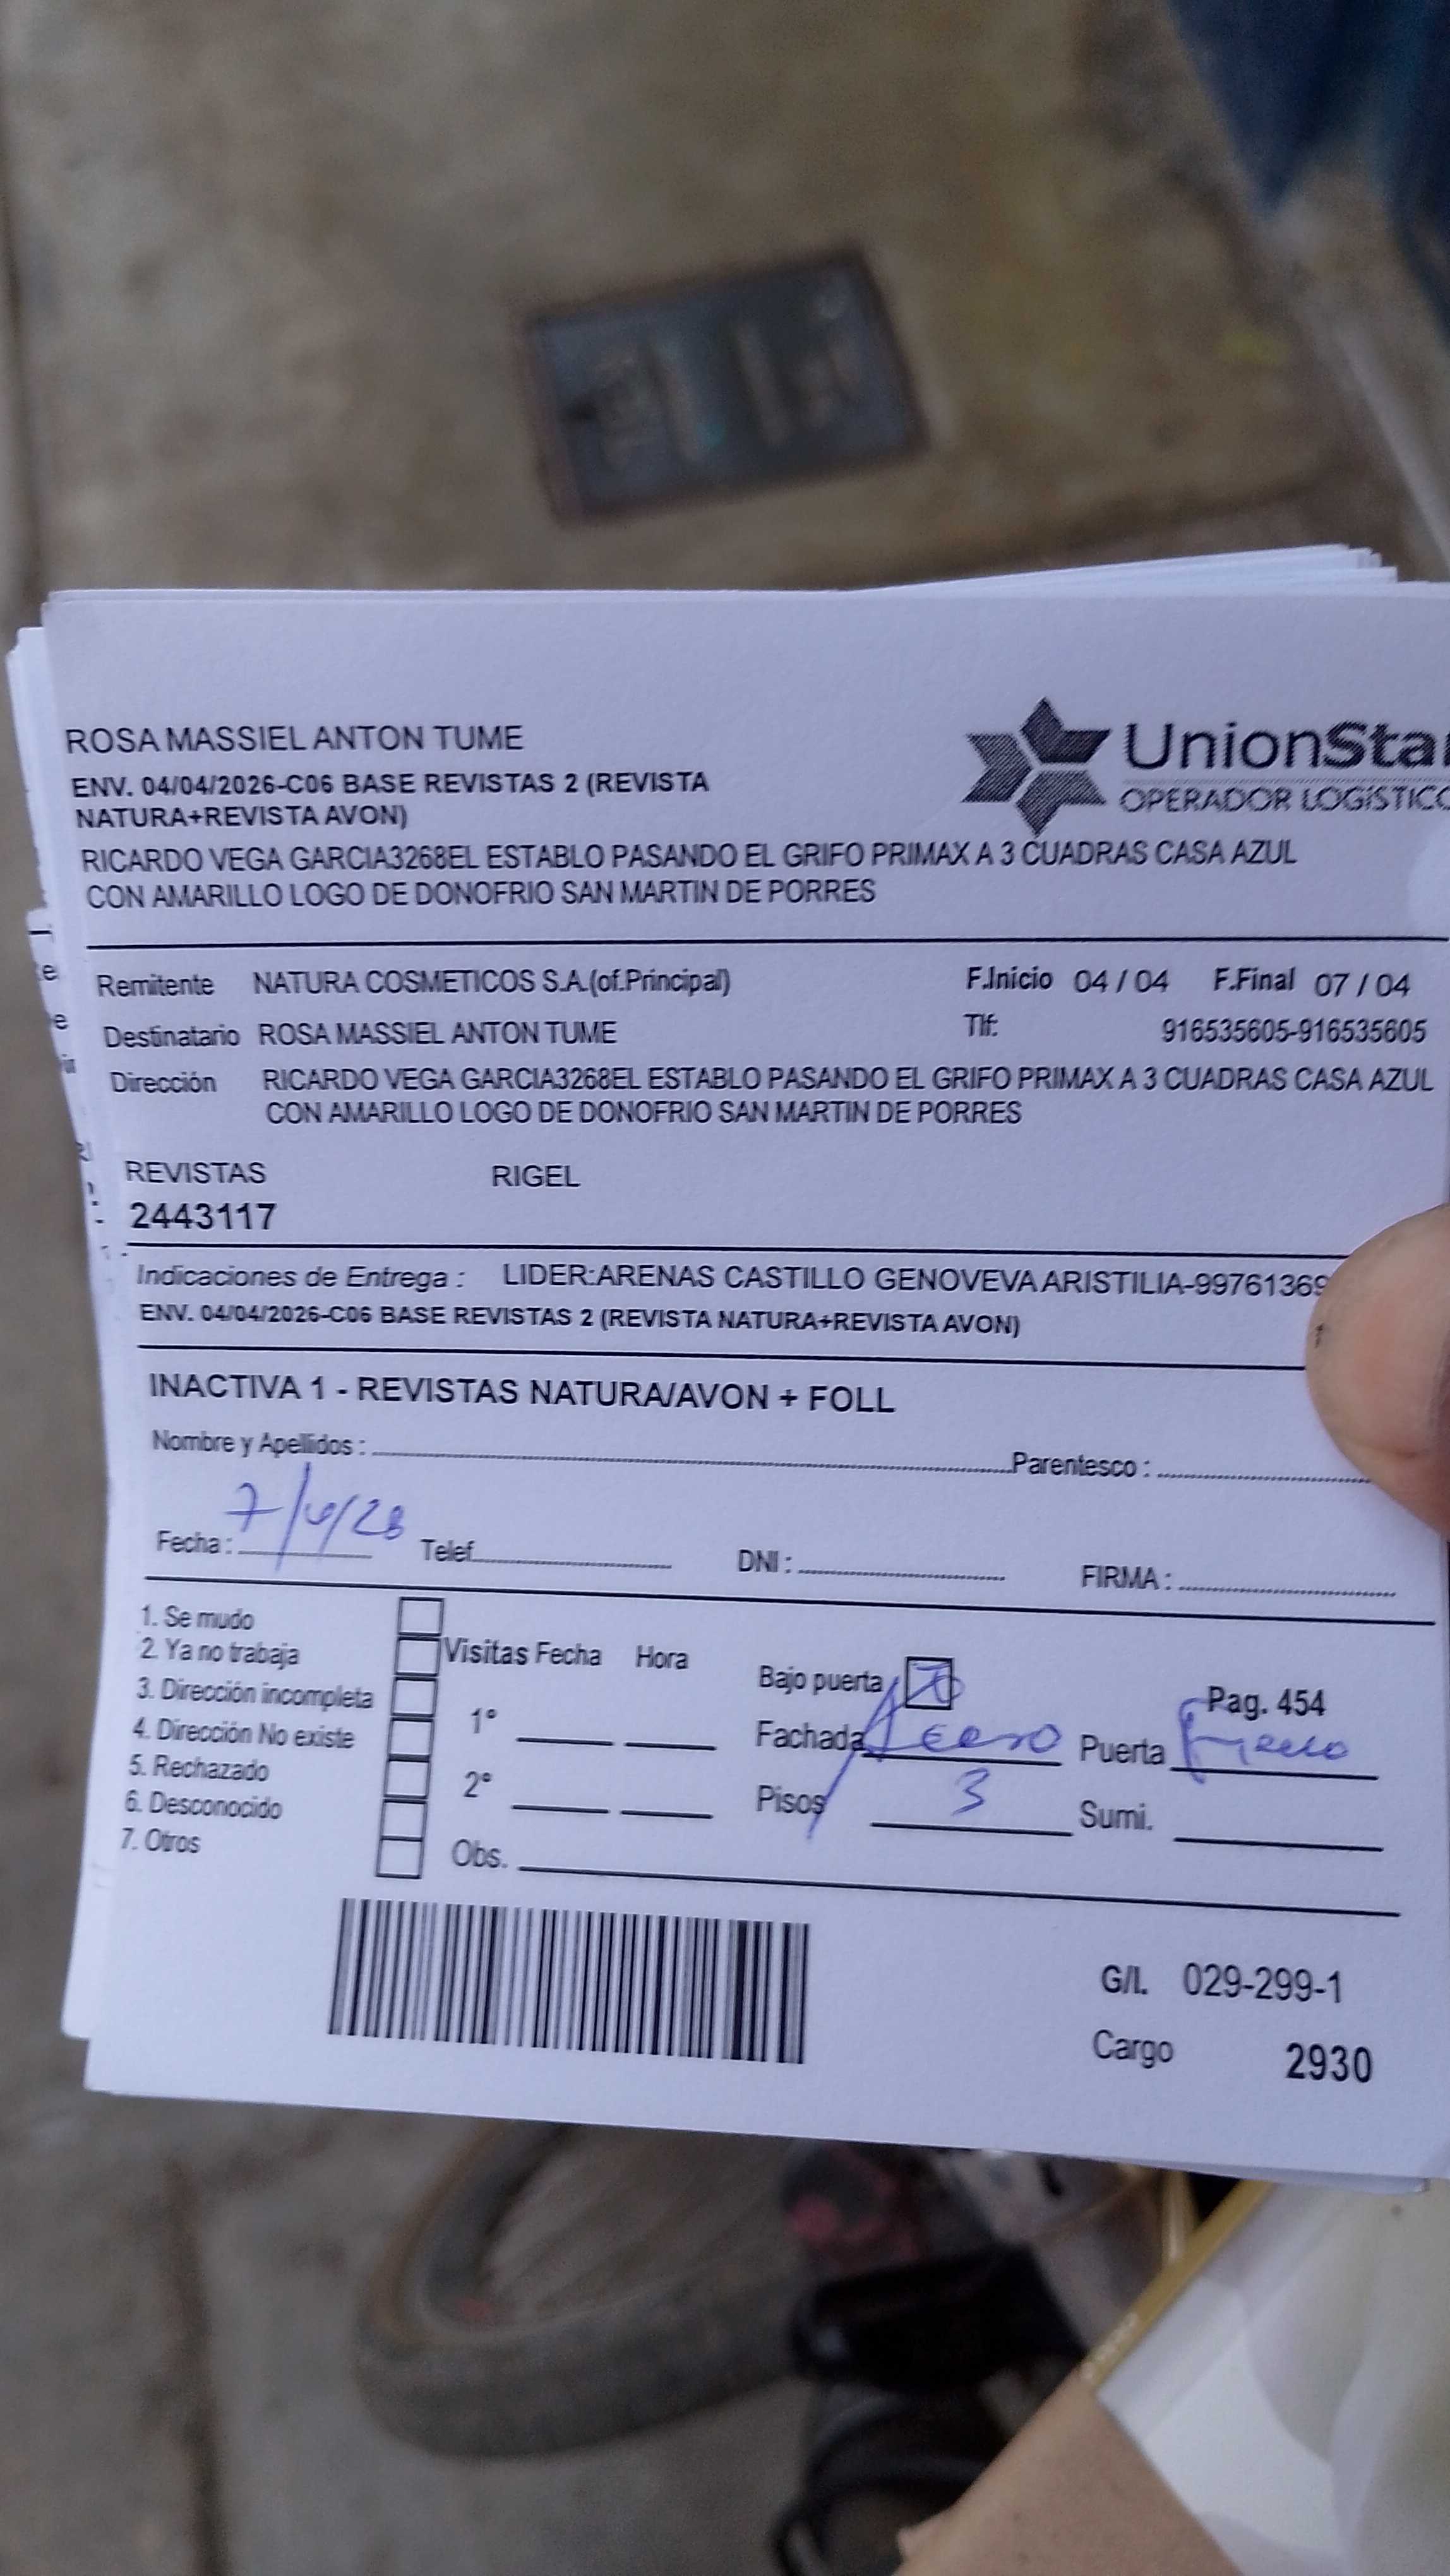 ROSA MASSIEL ANTON TUME
UnionStar
OPERADOR LOGÍSTICO
ENV. 04/04/2026-C06 BASE REVISTAS 2 (REVISTA
NATURA+REVISTA AVON)
RICARDO VEGA GARCIA3268EL ESTABLO PASANDO EL GRIFO PRIMAX A 3 CUADRAS CASA AZUL
CON AMARILLO LOGO DE DONOFRIO SAN MARTIN DE PORRES
Remitente NATURA COSMETICOS S.A.(of.Principal) F.Inicio 04 / 04 F.Final 07 / 04
Destinatario ROSA MASSIEL ANTON TUME Tlf: 916535605-916535605
Dirección RICARDO VEGA GARCIA3268EL ESTABLO PASANDO EL GRIFO PRIMAX A 3 CUADRAS CASA AZUL
CON AMARILLO LOGO DE DONOFRIO SAN MARTIN DE PORRES
REVISTAS RIGEL
2443117
Indicaciones de Entrega : LIDER:ARENAS CASTILLO GENOVEVA ARISTILIA-99761369
ENV. 04/04/2026-C06 BASE REVISTAS 2 (REVISTA NATURA+REVISTA AVON)
INACTIVA 1 - REVISTAS NATURA/AVON + FOLL
Nombre y Apellidos : Parentesco :
Fecha : Telef. DNI : FIRMA :
1. Se mudo
2. Ya no trabaja Visitas Fecha Hora Bajo puerta Pag. 454
3. Dirección incompleta 1° Fachada Puerta
4. Dirección No existe
5. Rechazado 2° Pisos 3 Sumi.
6. Desconocido
7. Otros Obs.
G/I. 029-299-1
Cargo 2930